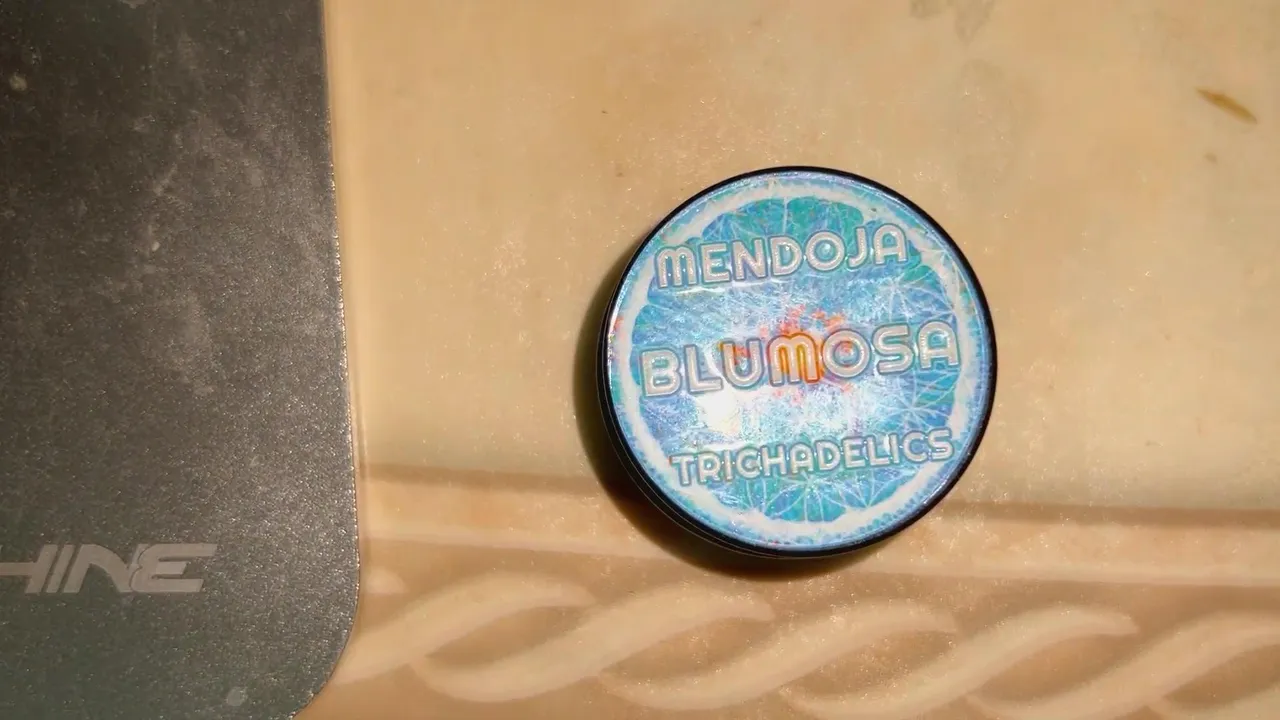 MENDOJA
BLUMOSA
TRICHADELICS
HINE